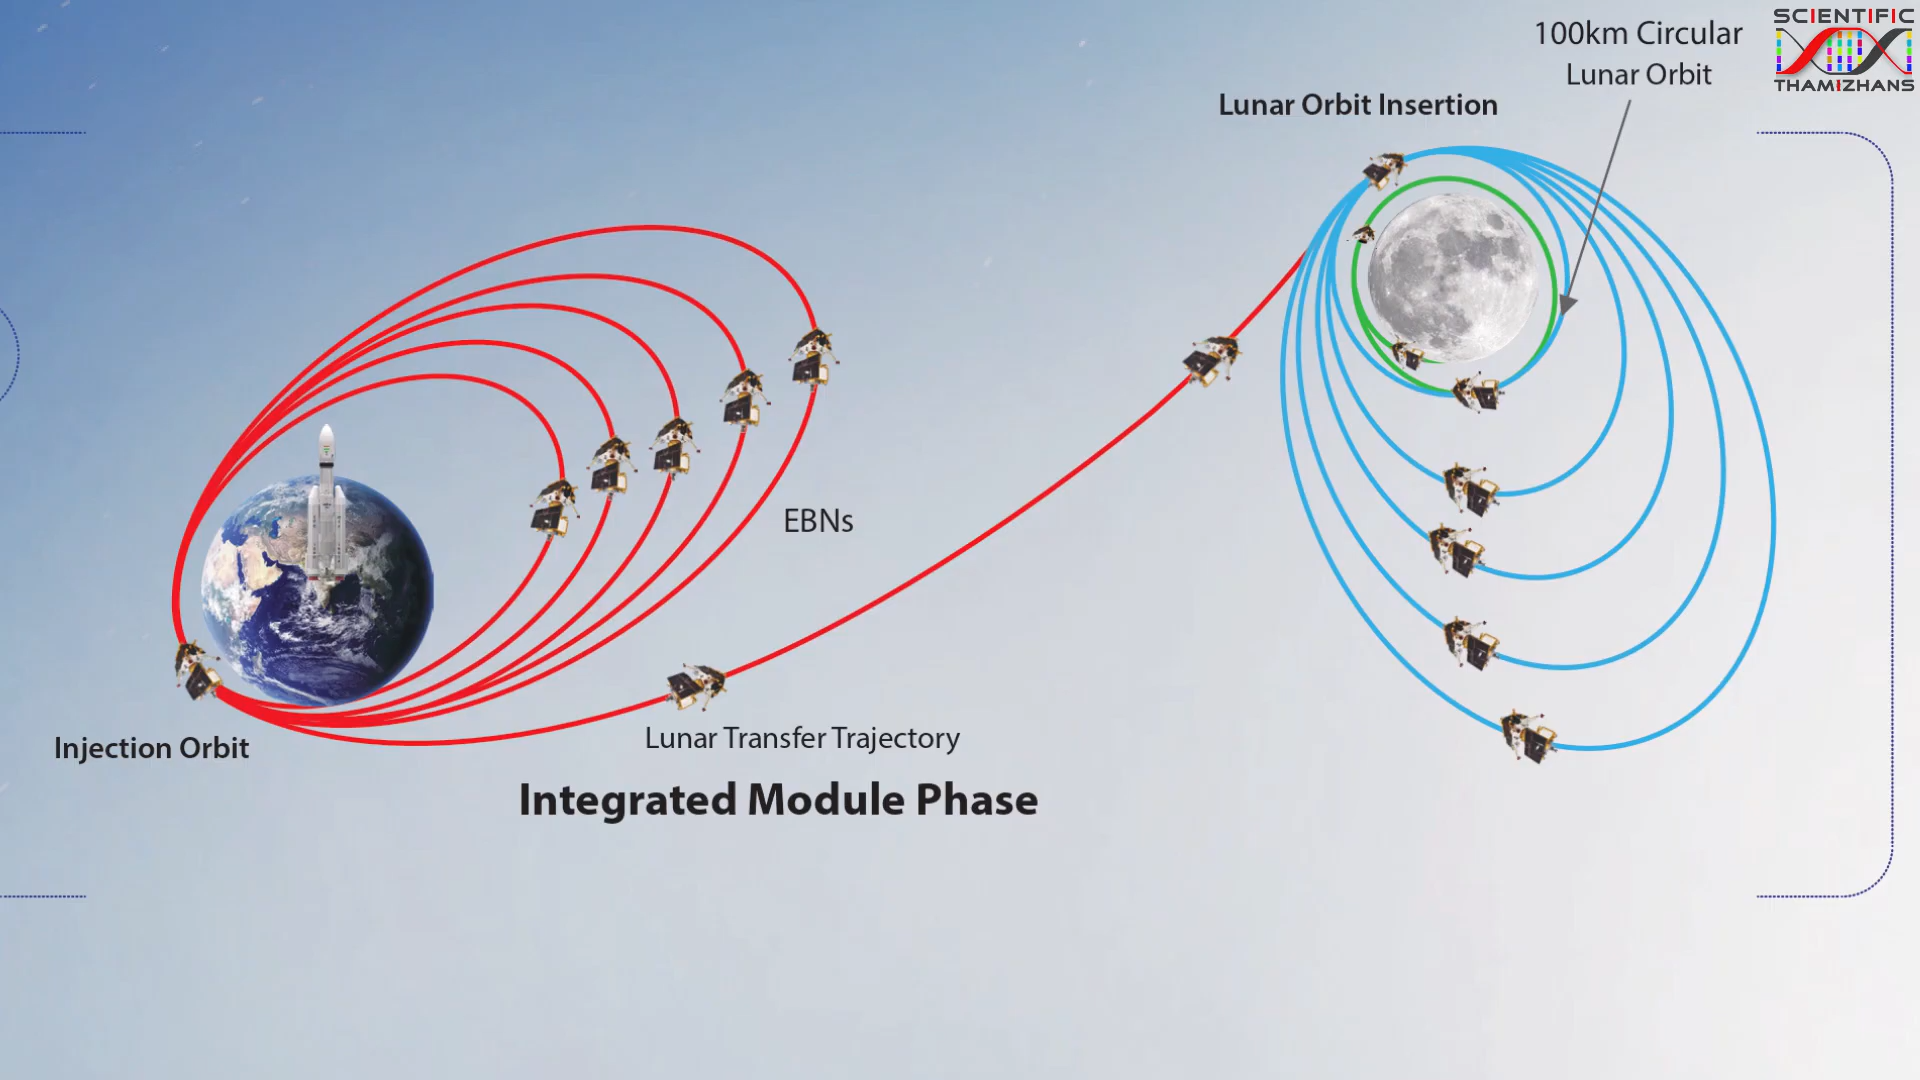 100km Circular
Lunar Orbit
SCIENTIFIC
THAMIZHANS
Lunar Orbit Insertion
EBNs
Lunar Transfer Trajectory
Injection Orbit
Integrated Module Phase